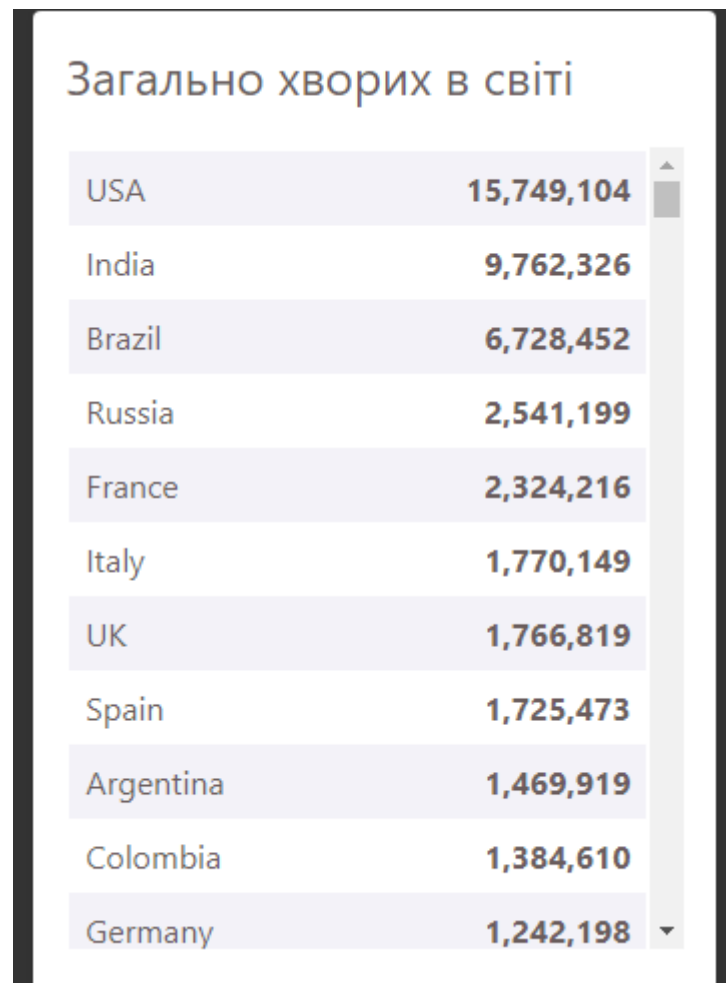 Загально хворих в світі
USA 15,749,104
India 9,762,326
Brazil 6,728,452
Russia 2,541,199
France 2,324,216
Italy 1,770,149
UK 1,766,819
Spain 1,725,473
Argentina 1,469,919
Colombia 1,384,610
Germany 1,242,198